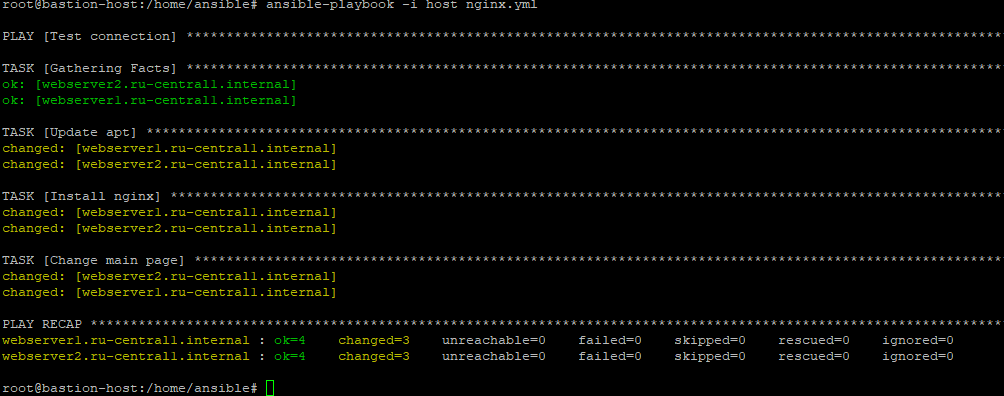 root@bastion-host:/home/ansible# ansible-playbook -i host nginx.yml
PLAY [Test connection] *******************************************************************************************************
TASK [Gathering Facts] *******************************************************************************************************
ok: [webserver2.ru-central1.internal]
ok: [webserver1.ru-central1.internal]
TASK [Update apt] ************************************************************************************************************
changed: [webserver1.ru-central1.internal]
changed: [webserver2.ru-central1.internal]
TASK [Install nginx] *********************************************************************************************************
changed: [webserver1.ru-central1.internal]
changed: [webserver2.ru-central1.internal]
TASK [Change main page] ******************************************************************************************************
changed: [webserver2.ru-central1.internal]
changed: [webserver1.ru-central1.internal]
PLAY RECAP *******************************************************************************************************************
webserver1.ru-central1.internal : ok=4    changed=3    unreachable=0    failed=0    skipped=0    rescued=0    ignored=0
webserver2.ru-central1.internal : ok=4    changed=3    unreachable=0    failed=0    skipped=0    rescued=0    ignored=0
root@bastion-host:/home/ansible#